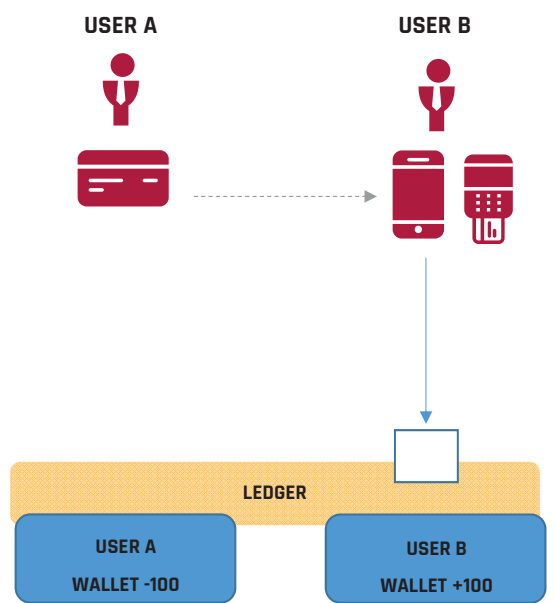 USER A
USER B
LEDGER
USER A
WALLET -100
USER B
WALLET +100